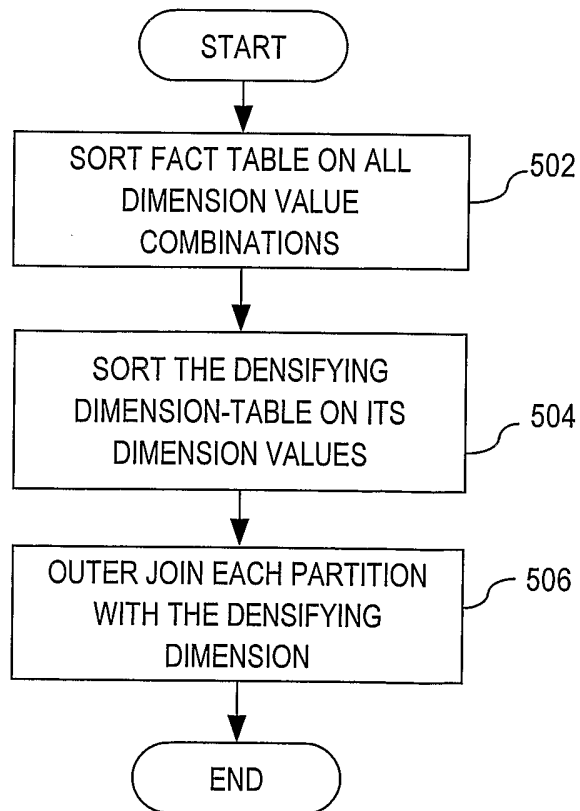 START
SORT FACT TABLE ON ALL
DIMENSION VALUE
COMBINATIONS
502
SORT THE DENSIFYING
DIMENSION-TABLE ON ITS
DIMENSION VALUES
504
OUTER JOIN EACH PARTITION
WITH THE DENSIFYING
DIMENSION
506
END